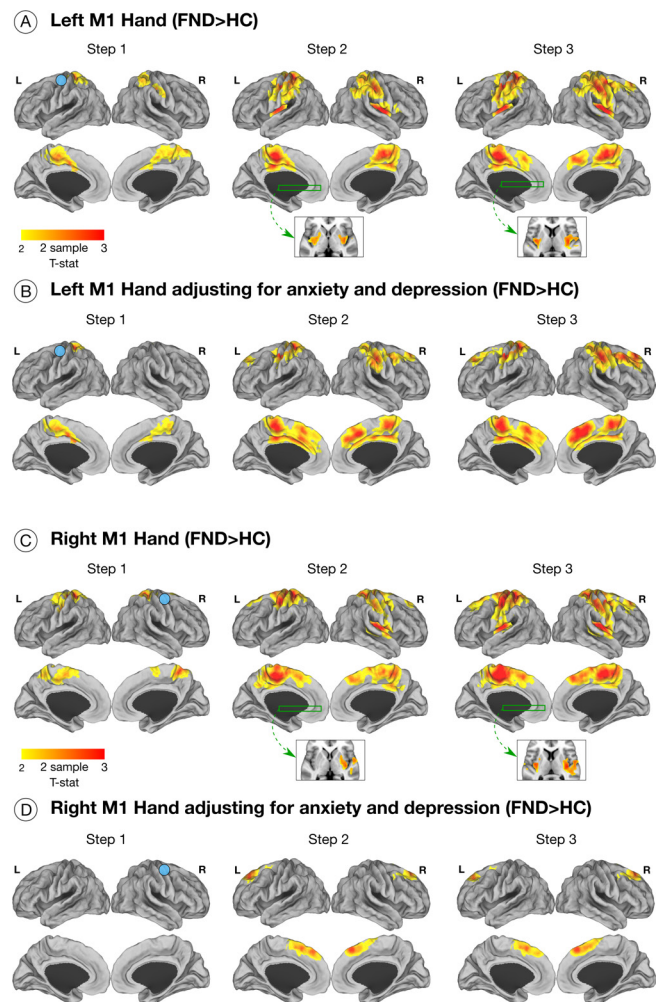 A Left M1 Hand (FND>HC)
Step 1 Step 2 Step 3
L R L R L R
2 2 sample 3
T-stat
B Left M1 Hand adjusting for anxiety and depression (FND>HC)
Step 1 Step 2 Step 3
L R L R L R
C Right M1 Hand (FND>HC)
Step 1 Step 2 Step 3
L R L R L R
2 2 sample 3
T-stat
D Right M1 Hand adjusting for anxiety and depression (FND>HC)
Step 1 Step 2 Step 3
L R L R L R